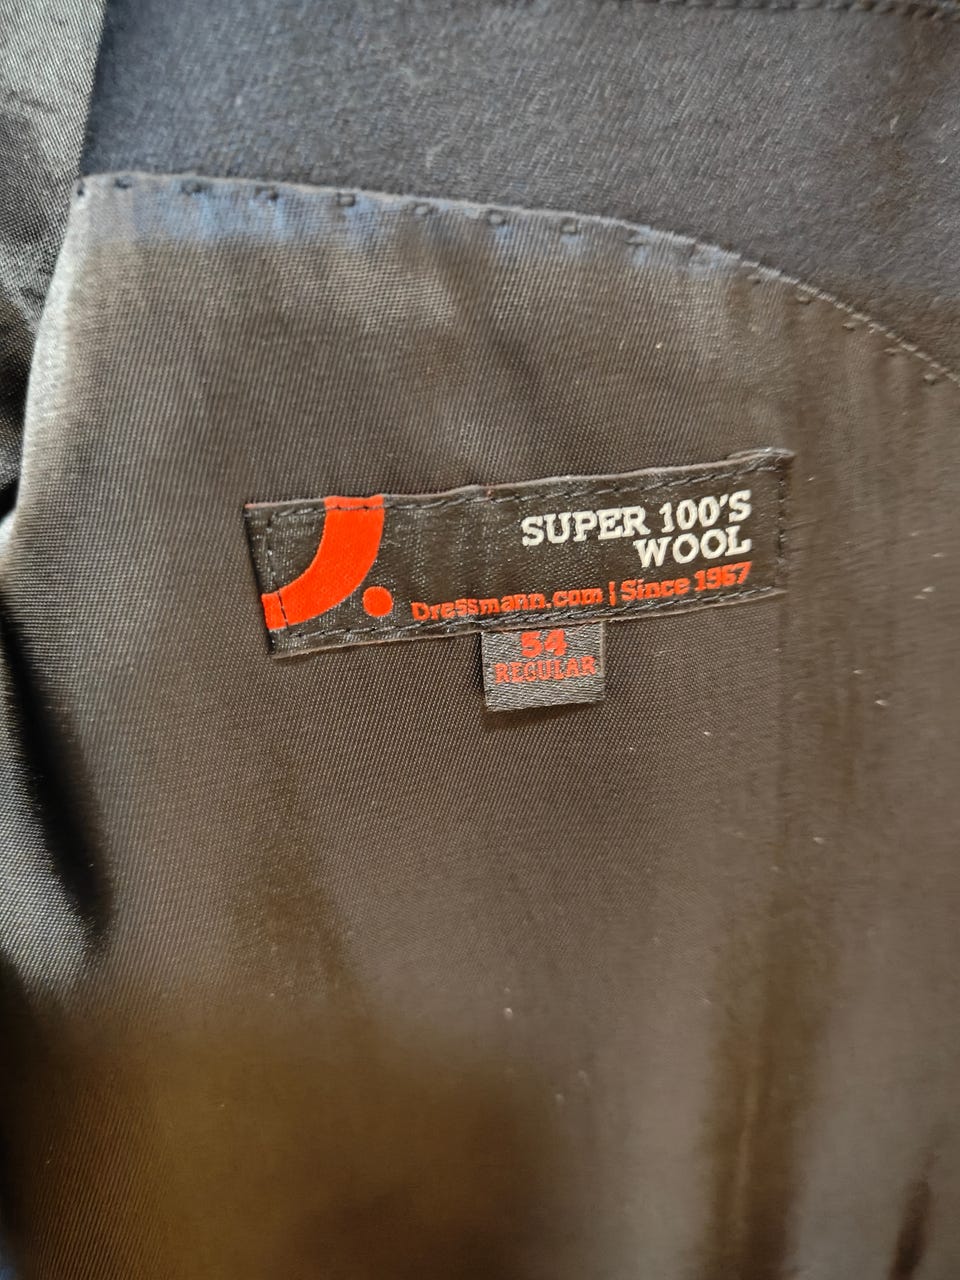 SUPER 100'S
WOOL
Dressmann.com | Since 1967
54
REGULAR